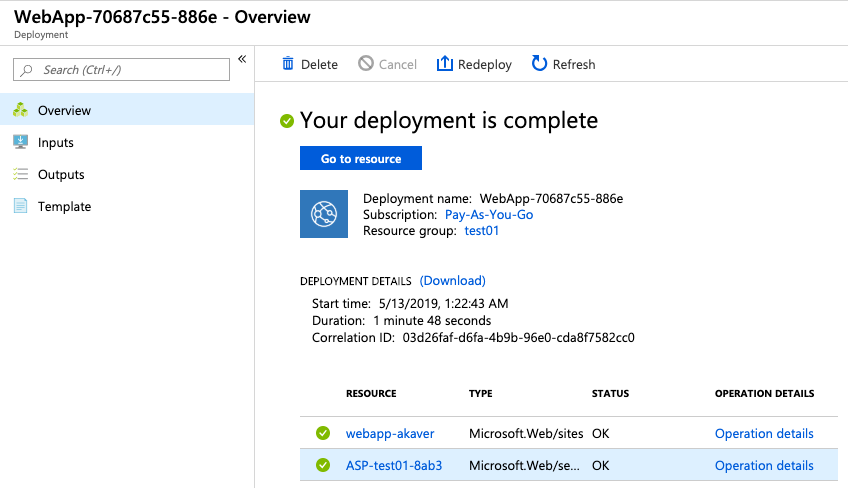 WebApp-70687c55-886e - Overview
Deployment
«
Search (Ctrl+/)
Overview
Inputs
Outputs
Template
Delete Cancel Redeploy Refresh
Your deployment is complete
Go to resource
Deployment name: WebApp-70687c55-886e
Subscription: Pay-As-You-Go
Resource group: test01
DEPLOYMENT DETAILS (Download)
Start time: 5/13/2019, 1:22:43 AM
Duration: 1 minute 48 seconds
Correlation ID: 03d26faf-d6fa-4b9b-96e0-cda8f7582cc0
RESOURCE TYPE STATUS OPERATION DETAILS
webapp-akaver Microsoft.Web/sites OK Operation details
ASP-test01-8ab3 Microsoft.Web/se... OK Operation details